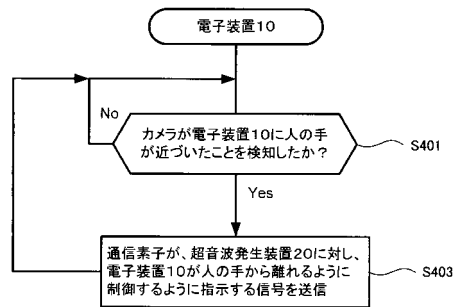 電子装置10
No
カメラが電子装置10に人の手
が近づいたことを検知したか?
S401
Yes
通信素子が、超音波発生装置20に対し、
電子装置10が人の手から離れるように
制御するように指示する信号を送信
S403